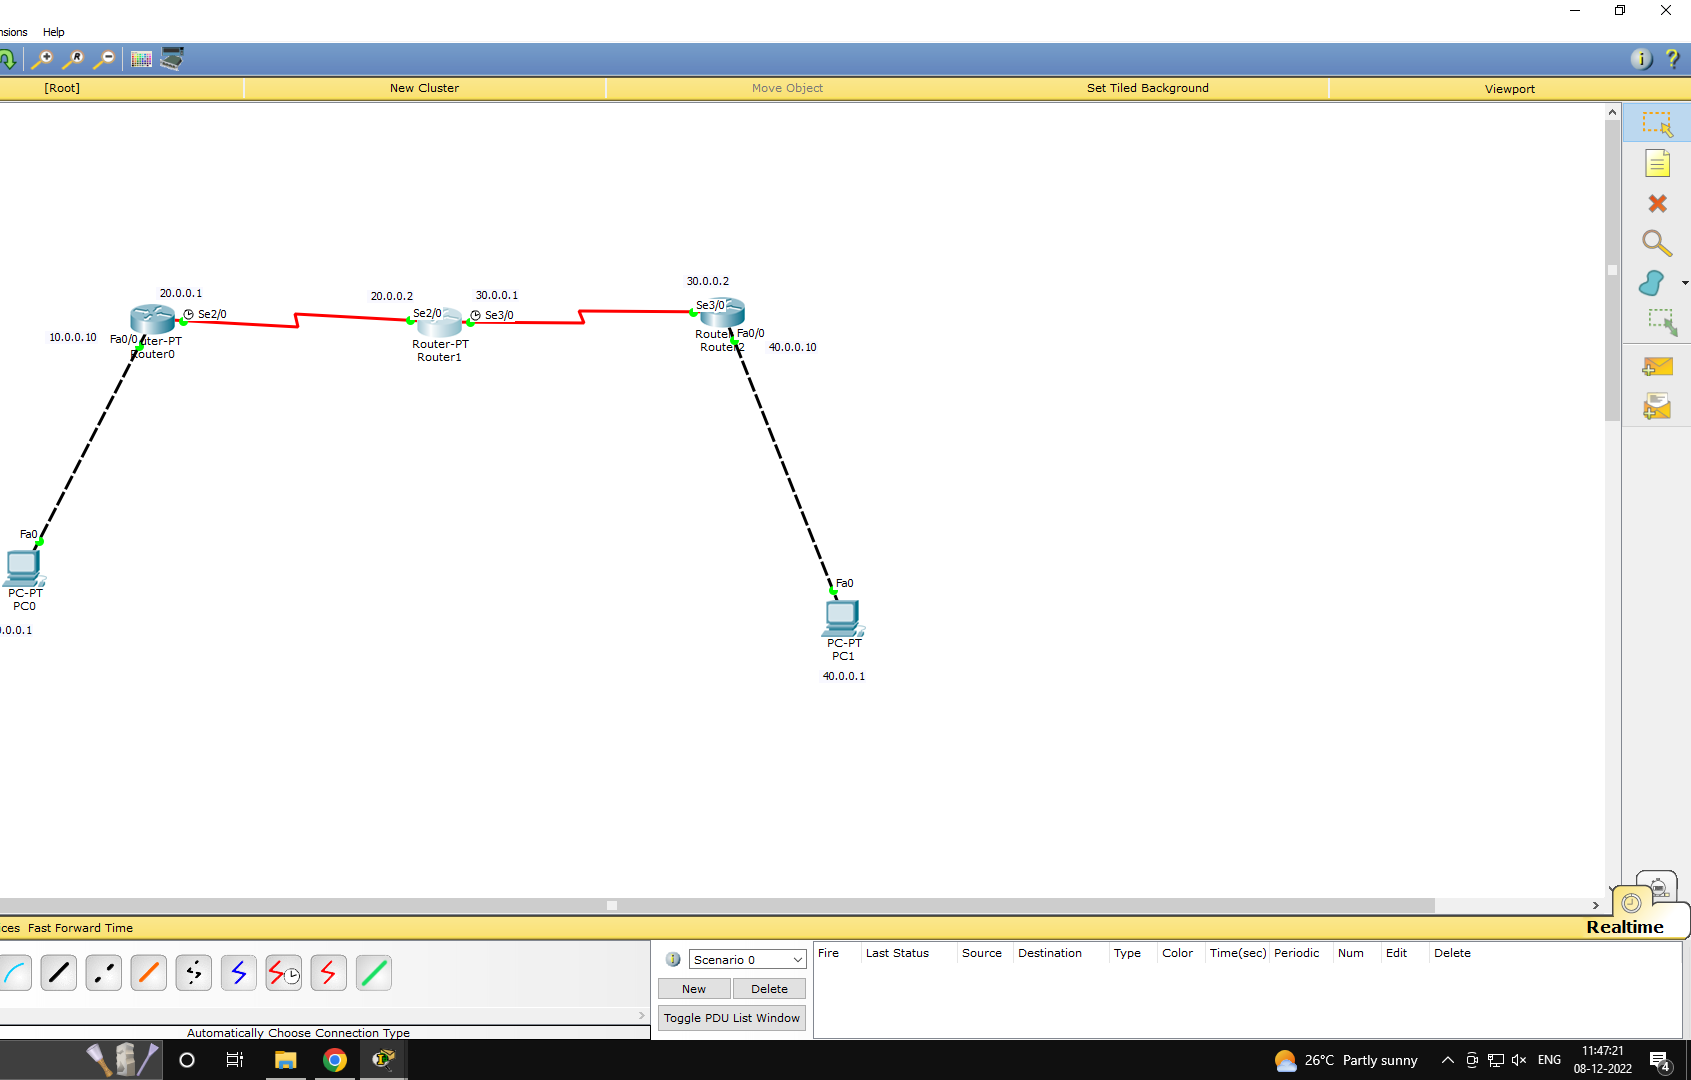 nsions Help
[Root] New Cluster Move Object Set Tiled Background Viewport
30.0.0.2
20.0.0.1
20.0.0.2 30.0.0.1
Se2/0 Se2/0 Se3/0 Se3/0
10.0.0.10 Fa0/0 uter-PT
Router0
Router-PT
Router1
Route Fa0/0
Router2 40.0.0.10
Fa0
PC-PT
PC0
.0.0.1
Fa0
PC-PT
PC1
40.0.0.1
Realtime
ces Fast Forward Time
Scenario 0
New Delete
Toggle PDU List Window
Fire Last Status Source Destination Type Color Time(sec) Periodic Num Edit Delete
Automatically Choose Connection Type
26°C Partly sunny
ENG
11:47:21
08-12-2022
4